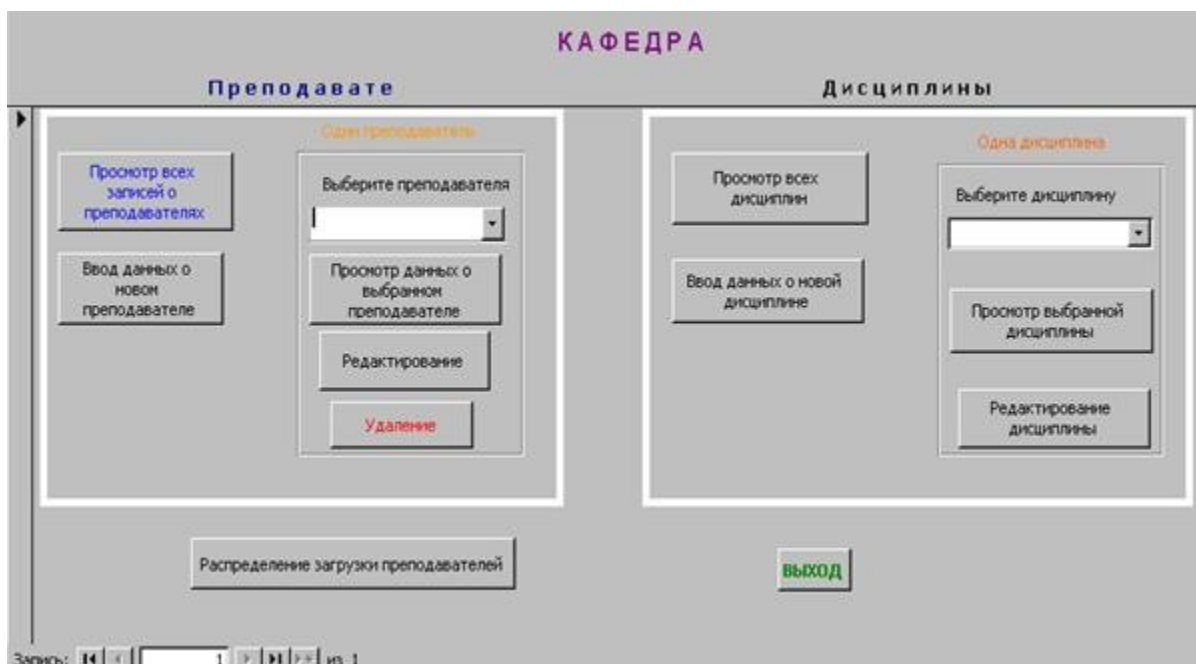 КАФЕДРА
Преподавате
Дисциплины
Один преподаватель
Просмотр всех
записей о
преподавателях
Ввод данных о
новом
преподавателе
Выберите преподавателя
Просмотр данных о
выбранном
преподавателе
Редактирование
Удаление
Одна дисциплина
Просмотр всех
дисциплин
Ввод данных о новой
дисциплине
Выберите дисциплину
Просмотр выбранной
дисциплины
Редактирование
дисциплины
Распределение загрузки преподавателей
ВЫХОД
Запись: 1 из 1